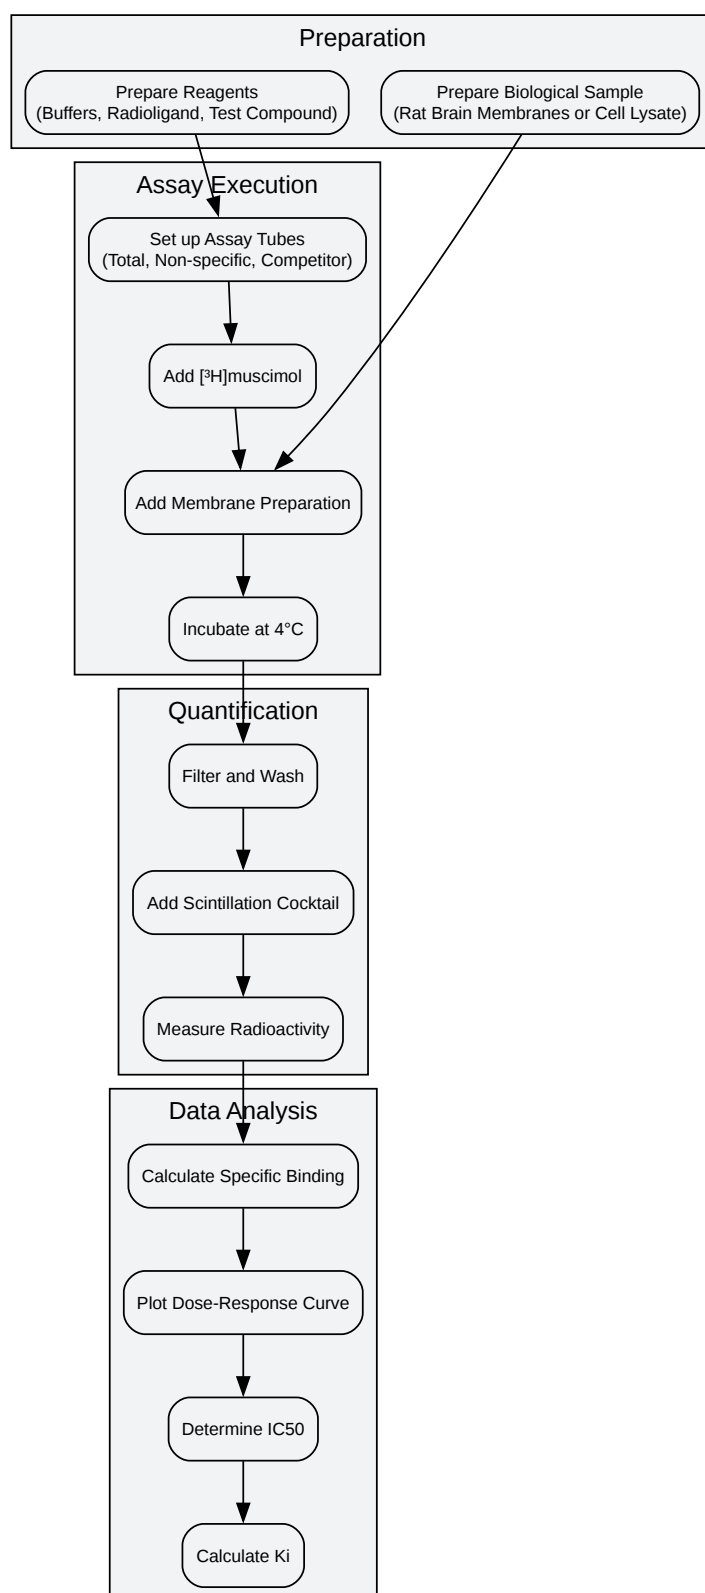 Preparation
Prepare Reagents
(Buffers, Radioligand, Test Compound)
Prepare Biological Sample
(Rat Brain Membranes or Cell Lysate)
Assay Execution
Set up Assay Tubes
(Total, Non-specific, Competitor)
Add [³H]muscimol
Add Membrane Preparation
Incubate at 4°C
Quantification
Filter and Wash
Add Scintillation Cocktail
Measure Radioactivity
Data Analysis
Calculate Specific Binding
Plot Dose-Response Curve
Determine IC50
Calculate Ki